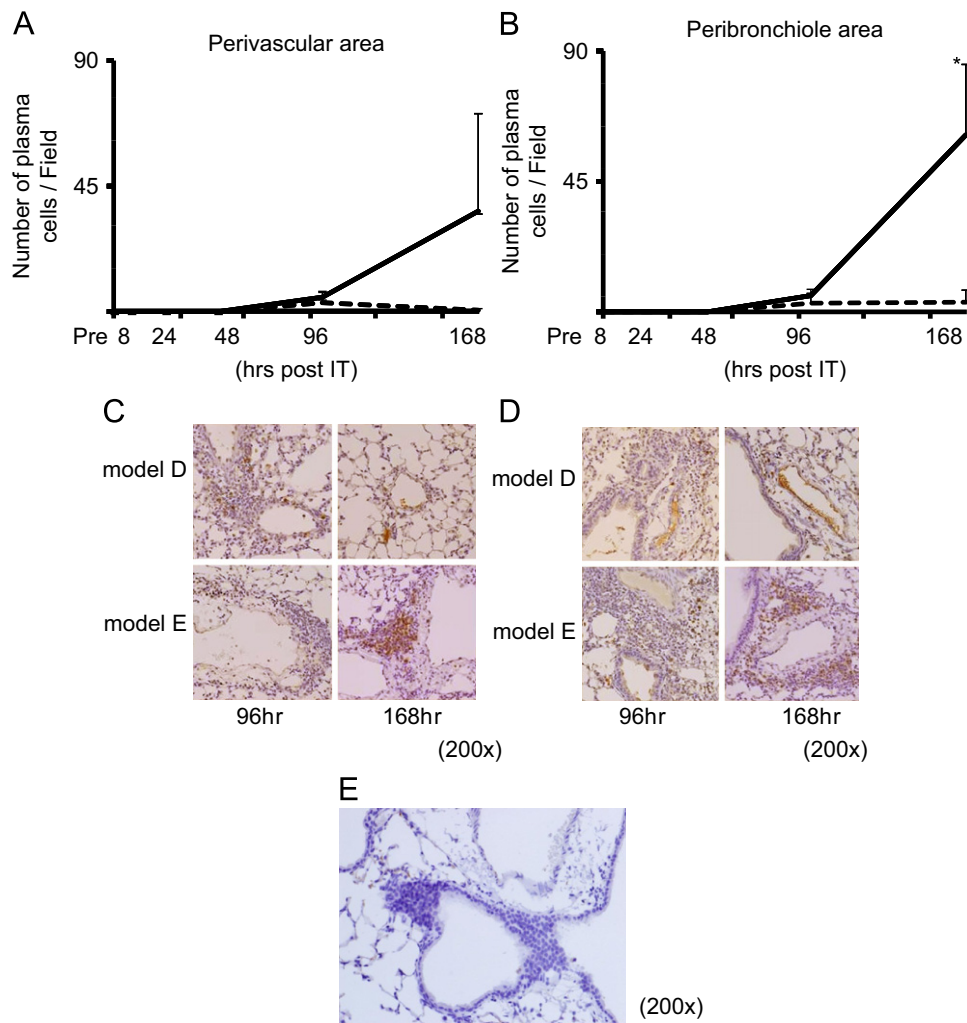 A
Perivascular area
90
45
Number of plasma
cells / Field
Pre 8 24 48 96 168
(hrs post IT)
B
Peribronchiole area
90
45
Number of plasma
cells / Field
*
Pre 8 24 48 96 168
(hrs post IT)
C
model D
model E
96hr 168hr
(200x)
D
model D
model E
96hr 168hr
(200x)
E
(200x)